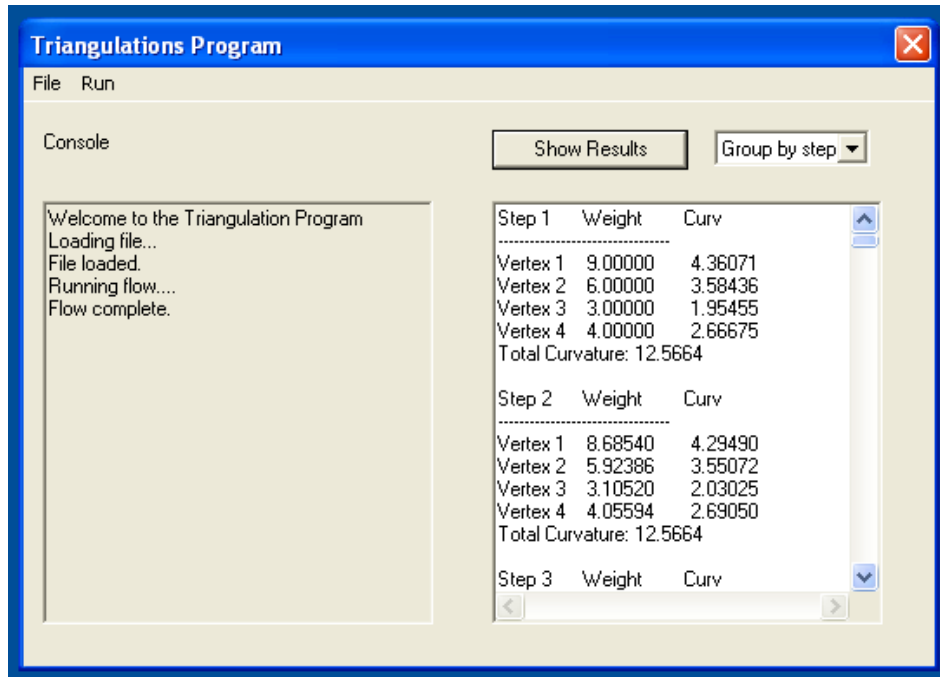 Triangulations Program
File Run
Console
Show Results
Group by step
Welcome to the Triangulation Program
Loading file...
File loaded.
Running flow....
Flow complete.
Step 1 Weight Curv
-------------------------------
Vertex 1 9.00000 4.36071
Vertex 2 6.00000 3.58436
Vertex 3 3.00000 1.95455
Vertex 4 4.00000 2.66675
Total Curvature: 12.5664
Step 2 Weight Curv
-------------------------------
Vertex 1 8.68540 4.29490
Vertex 2 5.92386 3.55072
Vertex 3 3.10520 2.03025
Vertex 4 4.05594 2.69050
Total Curvature: 12.5664
Step 3 Weight Curv